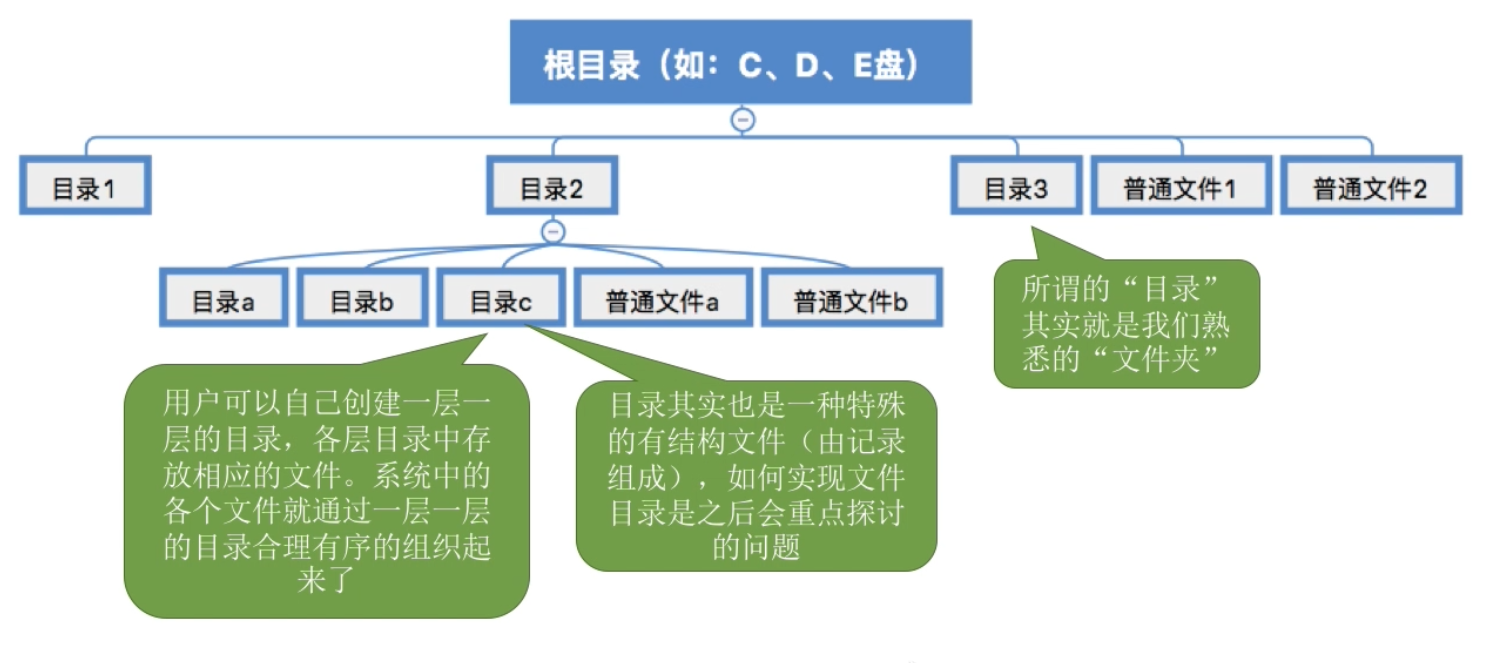 根目录（如：C、D、E盘）
目录1
目录2
目录3
普通文件1
普通文件2
目录a
目录b
目录c
普通文件a
普通文件b
所谓的“目录”
其实就是我们熟
悉的“文件夹”
用户可以自己创建一层一
层的目录，各层目录中存
放相应的文件。系统中的
各个文件就通过一层一层
的目录合理有序的组织起
来了
目录其实也是一种特殊
的有结构文件（由记录
组成），如何实现文件
目录是之后会重点探讨
的问题